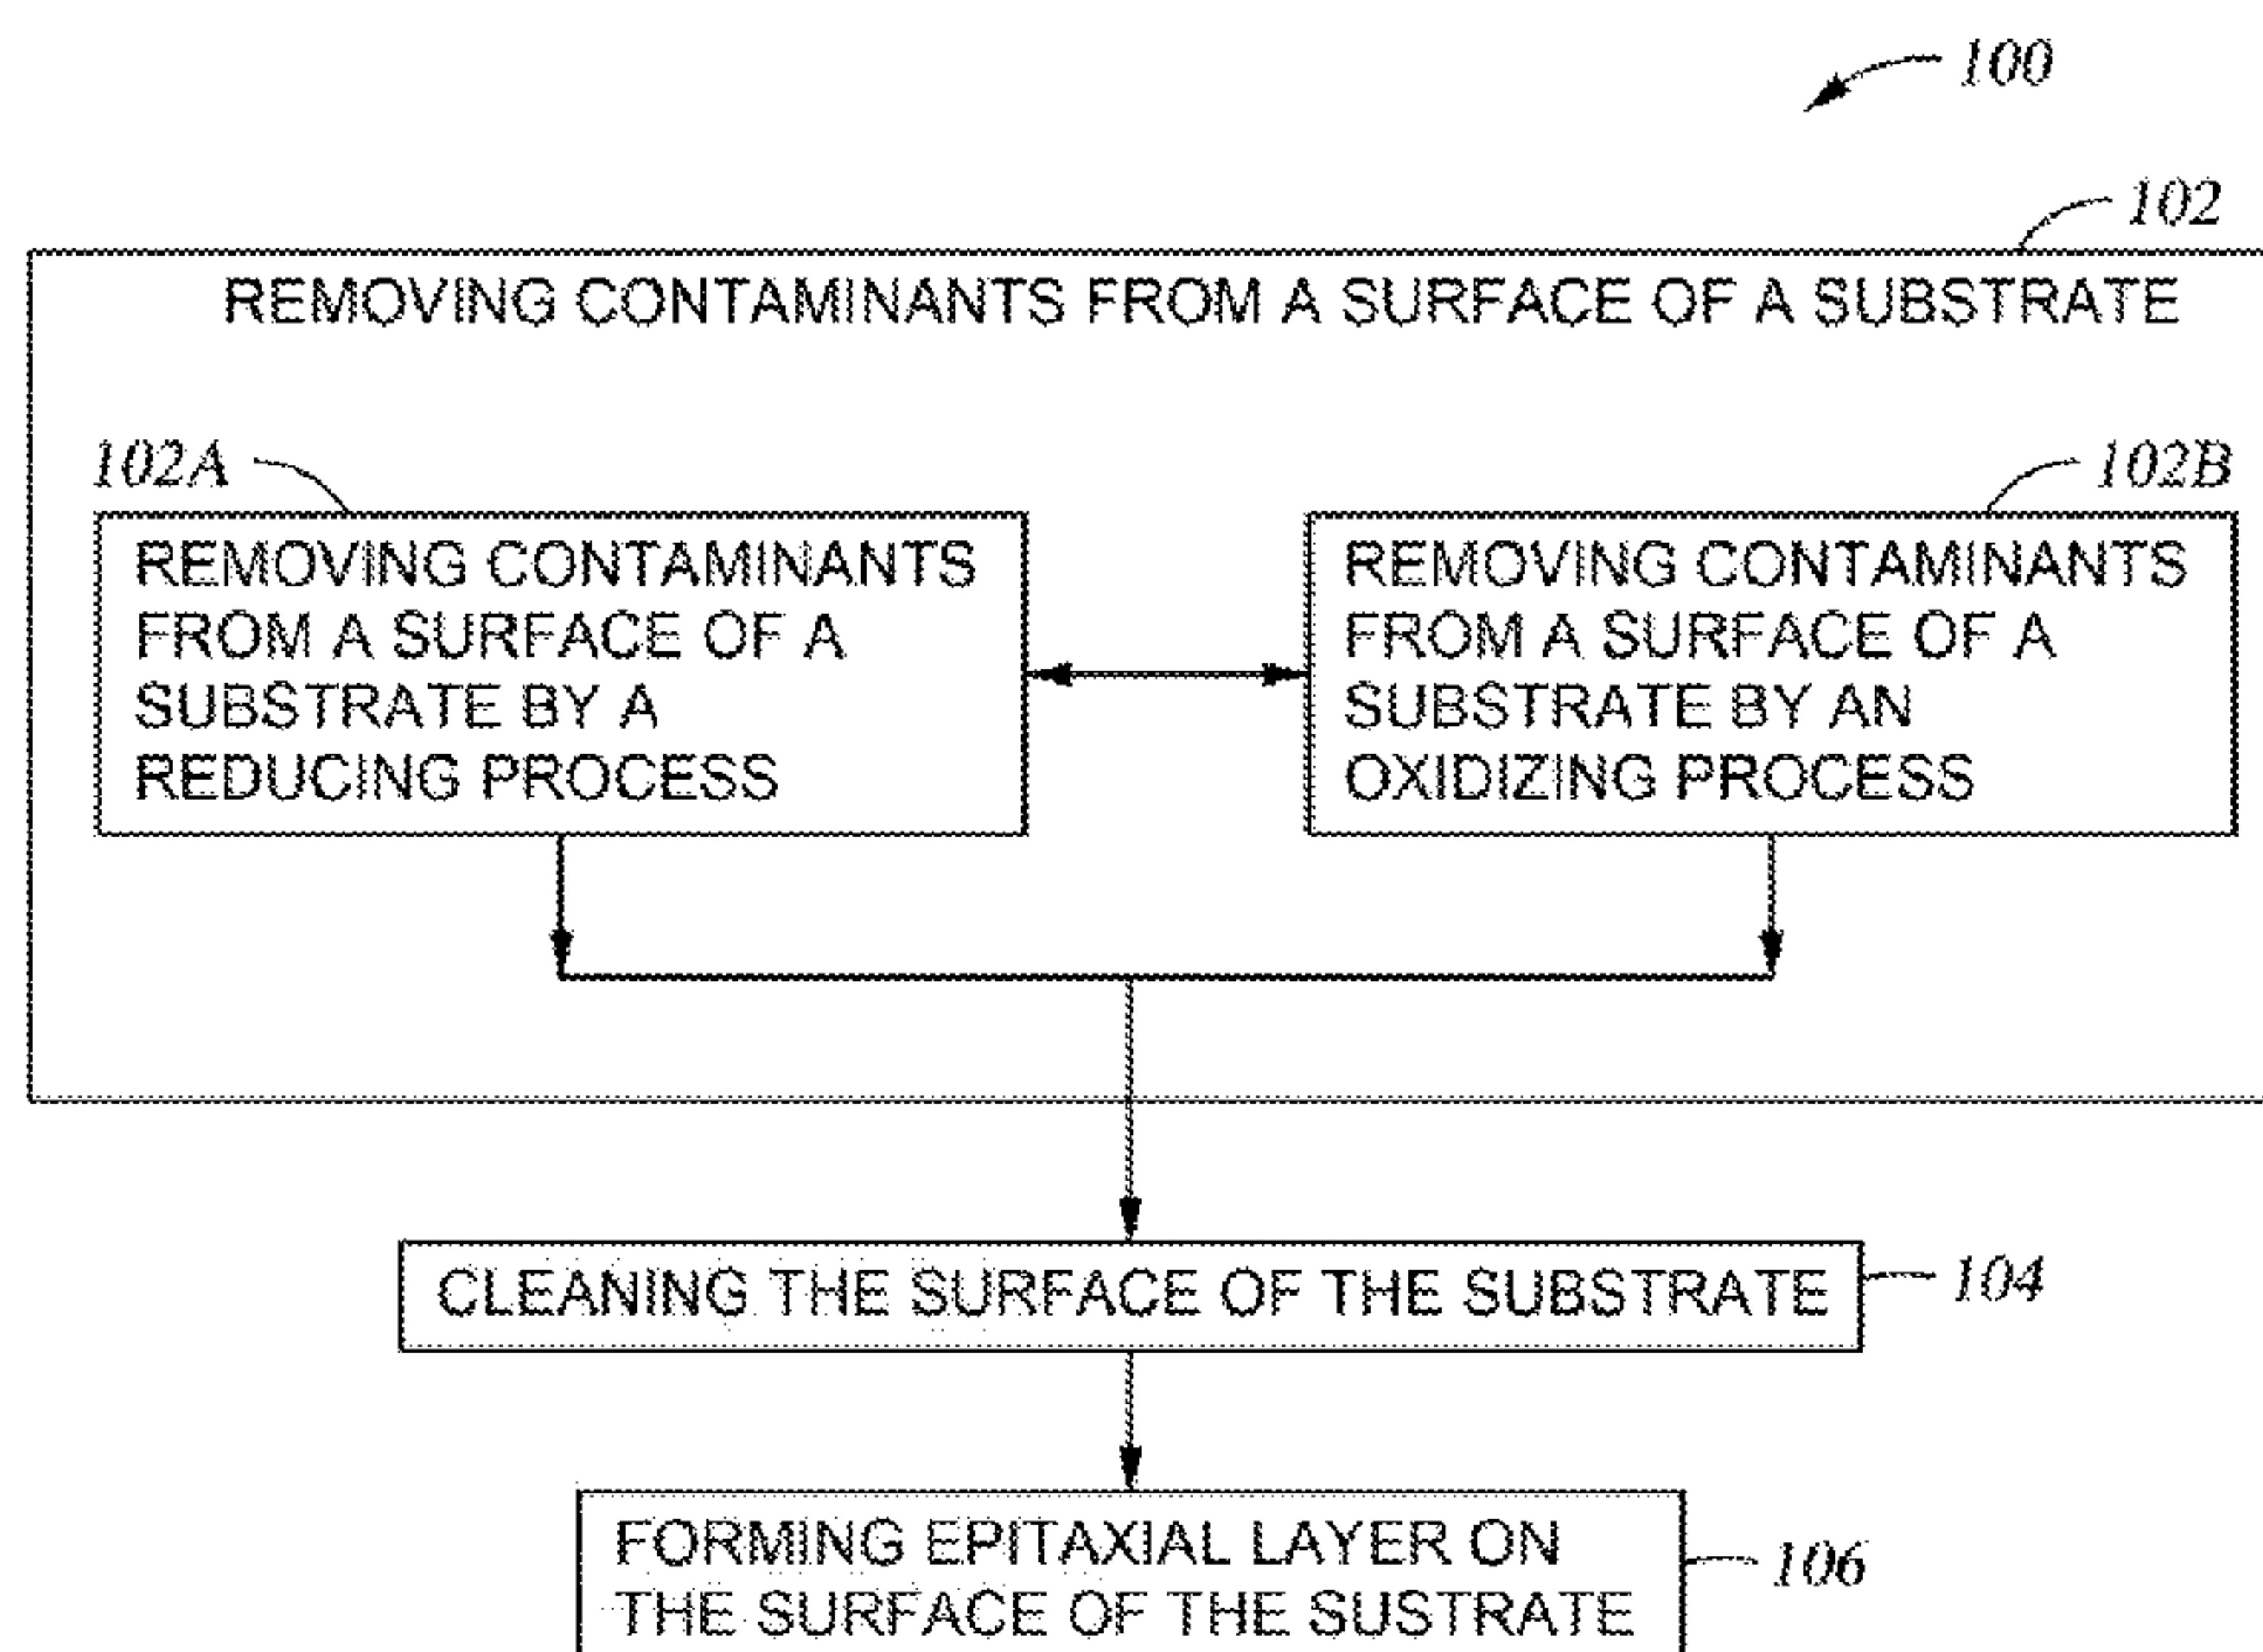 100
102
REMOVING CONTAMINANTS FROM A SURFACE OF A SUBSTRATE
102A
REMOVING CONTAMINANTS
FROM A SURFACE OF A
SUBSTRATE BY A
REDUCING PROCESS
102B
REMOVING CONTAMINANTS
FROM A SURFACE OF A
SUBSTRATE BY AN
OXIDIZING PROCESS
CLEANING THE SURFACE OF THE SUBSTRATE
104
FORMING EPITAXIAL LAYER ON
THE SURFACE OF THE SUSTRATE
106